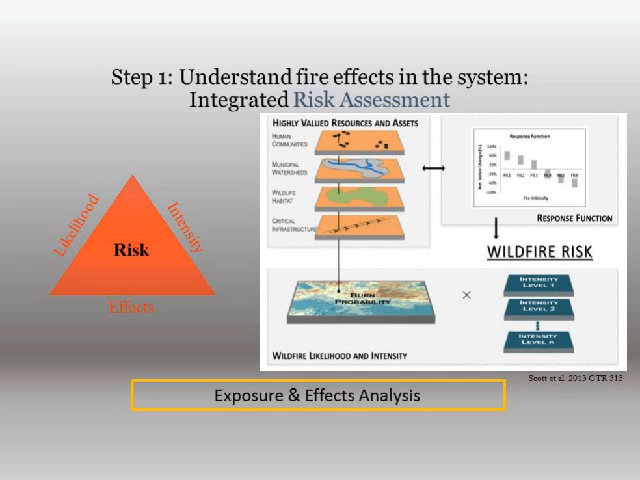 Step 1: Understand fire effects in the system:
Integrated Risk Assessment
Likelihood
Intensity
Risk
Effects
HIGHLY VALUED RESOURCES AND ASSETS
HUMAN
COMMUNITIES
MUNICIPAL
WATERSHEDS
WILDLIFE
HABITAT
CRITICAL
INFRASTRUCTURE
Response Function
Fire Intensity
RESPONSE FUNCTION
WILDFIRE RISK
BURN
PROBABILITY
×
INTENSITY
LEVEL 1
INTENSITY
LEVEL 2
INTENSITY
LEVEL n
WILDFIRE LIKELIHOOD AND INTENSITY
Scott et al. 2013 GTR 315
Exposure & Effects Analysis